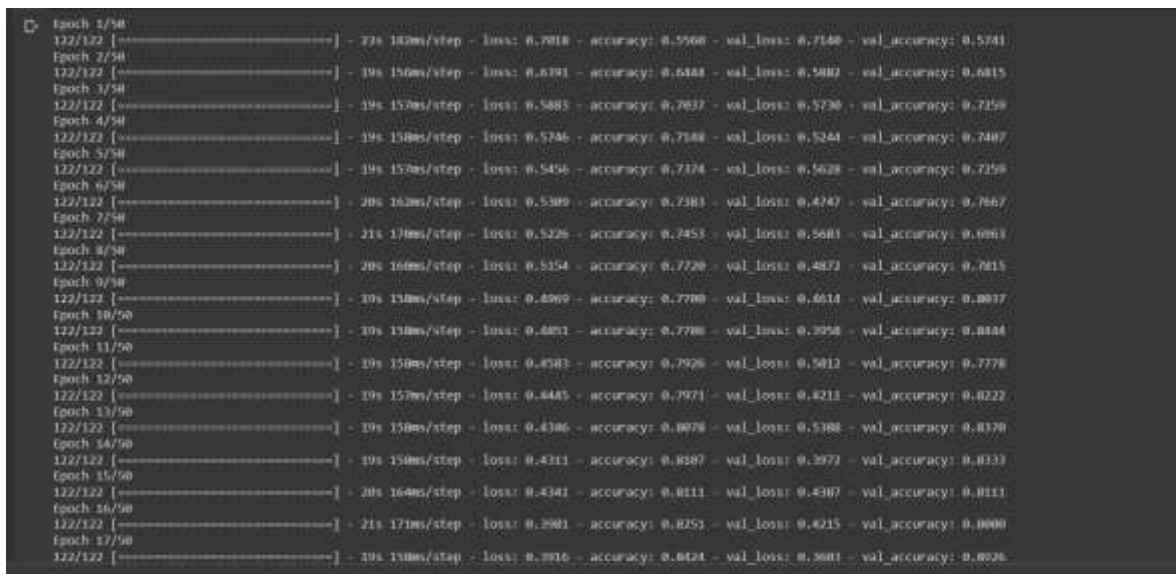 Epoch 1/50
122/122 [==============================] - 23s 182ms/step - loss: 0.7018 - accuracy: 0.5560 - val_loss: 0.7140 - val_accuracy: 0.5741
Epoch 2/50
122/122 [==============================] - 19s 156ms/step - loss: 0.6391 - accuracy: 0.6444 - val_loss: 0.5882 - val_accuracy: 0.6815
Epoch 3/50
122/122 [==============================] - 19s 157ms/step - loss: 0.5883 - accuracy: 0.7037 - val_loss: 0.5730 - val_accuracy: 0.7259
Epoch 4/50
122/122 [==============================] - 19s 158ms/step - loss: 0.5746 - accuracy: 0.7148 - val_loss: 0.5244 - val_accuracy: 0.7407
Epoch 5/50
122/122 [==============================] - 19s 157ms/step - loss: 0.5456 - accuracy: 0.7374 - val_loss: 0.5628 - val_accuracy: 0.7259
Epoch 6/50
122/122 [==============================] - 20s 162ms/step - loss: 0.5309 - accuracy: 0.7383 - val_loss: 0.4747 - val_accuracy: 0.7667
Epoch 7/50
122/122 [==============================] - 21s 170ms/step - loss: 0.5226 - accuracy: 0.7453 - val_loss: 0.5683 - val_accuracy: 0.6963
Epoch 8/50
122/122 [==============================] - 20s 160ms/step - loss: 0.5154 - accuracy: 0.7720 - val_loss: 0.4872 - val_accuracy: 0.7815
Epoch 9/50
122/122 [==============================] - 19s 158ms/step - loss: 0.4969 - accuracy: 0.7700 - val_loss: 0.4614 - val_accuracy: 0.8037
Epoch 10/50
122/122 [==============================] - 19s 158ms/step - loss: 0.4851 - accuracy: 0.7786 - val_loss: 0.3958 - val_accuracy: 0.8444
Epoch 11/50
122/122 [==============================] - 19s 158ms/step - loss: 0.4583 - accuracy: 0.7926 - val_loss: 0.5012 - val_accuracy: 0.7778
Epoch 12/50
122/122 [==============================] - 19s 157ms/step - loss: 0.4445 - accuracy: 0.7971 - val_loss: 0.4211 - val_accuracy: 0.8222
Epoch 13/50
122/122 [==============================] - 19s 158ms/step - loss: 0.4386 - accuracy: 0.8078 - val_loss: 0.5388 - val_accuracy: 0.8370
Epoch 14/50
122/122 [==============================] - 19s 158ms/step - loss: 0.4311 - accuracy: 0.8107 - val_loss: 0.3972 - val_accuracy: 0.8333
Epoch 15/50
122/122 [==============================] - 20s 164ms/step - loss: 0.4341 - accuracy: 0.8111 - val_loss: 0.4387 - val_accuracy: 0.8111
Epoch 16/50
122/122 [==============================] - 21s 171ms/step - loss: 0.3981 - accuracy: 0.8251 - val_loss: 0.4215 - val_accuracy: 0.8000
Epoch 17/50
122/122 [==============================] - 19s 158ms/step - loss: 0.3916 - accuracy: 0.8424 - val_loss: 0.3683 - val_accuracy: 0.8926